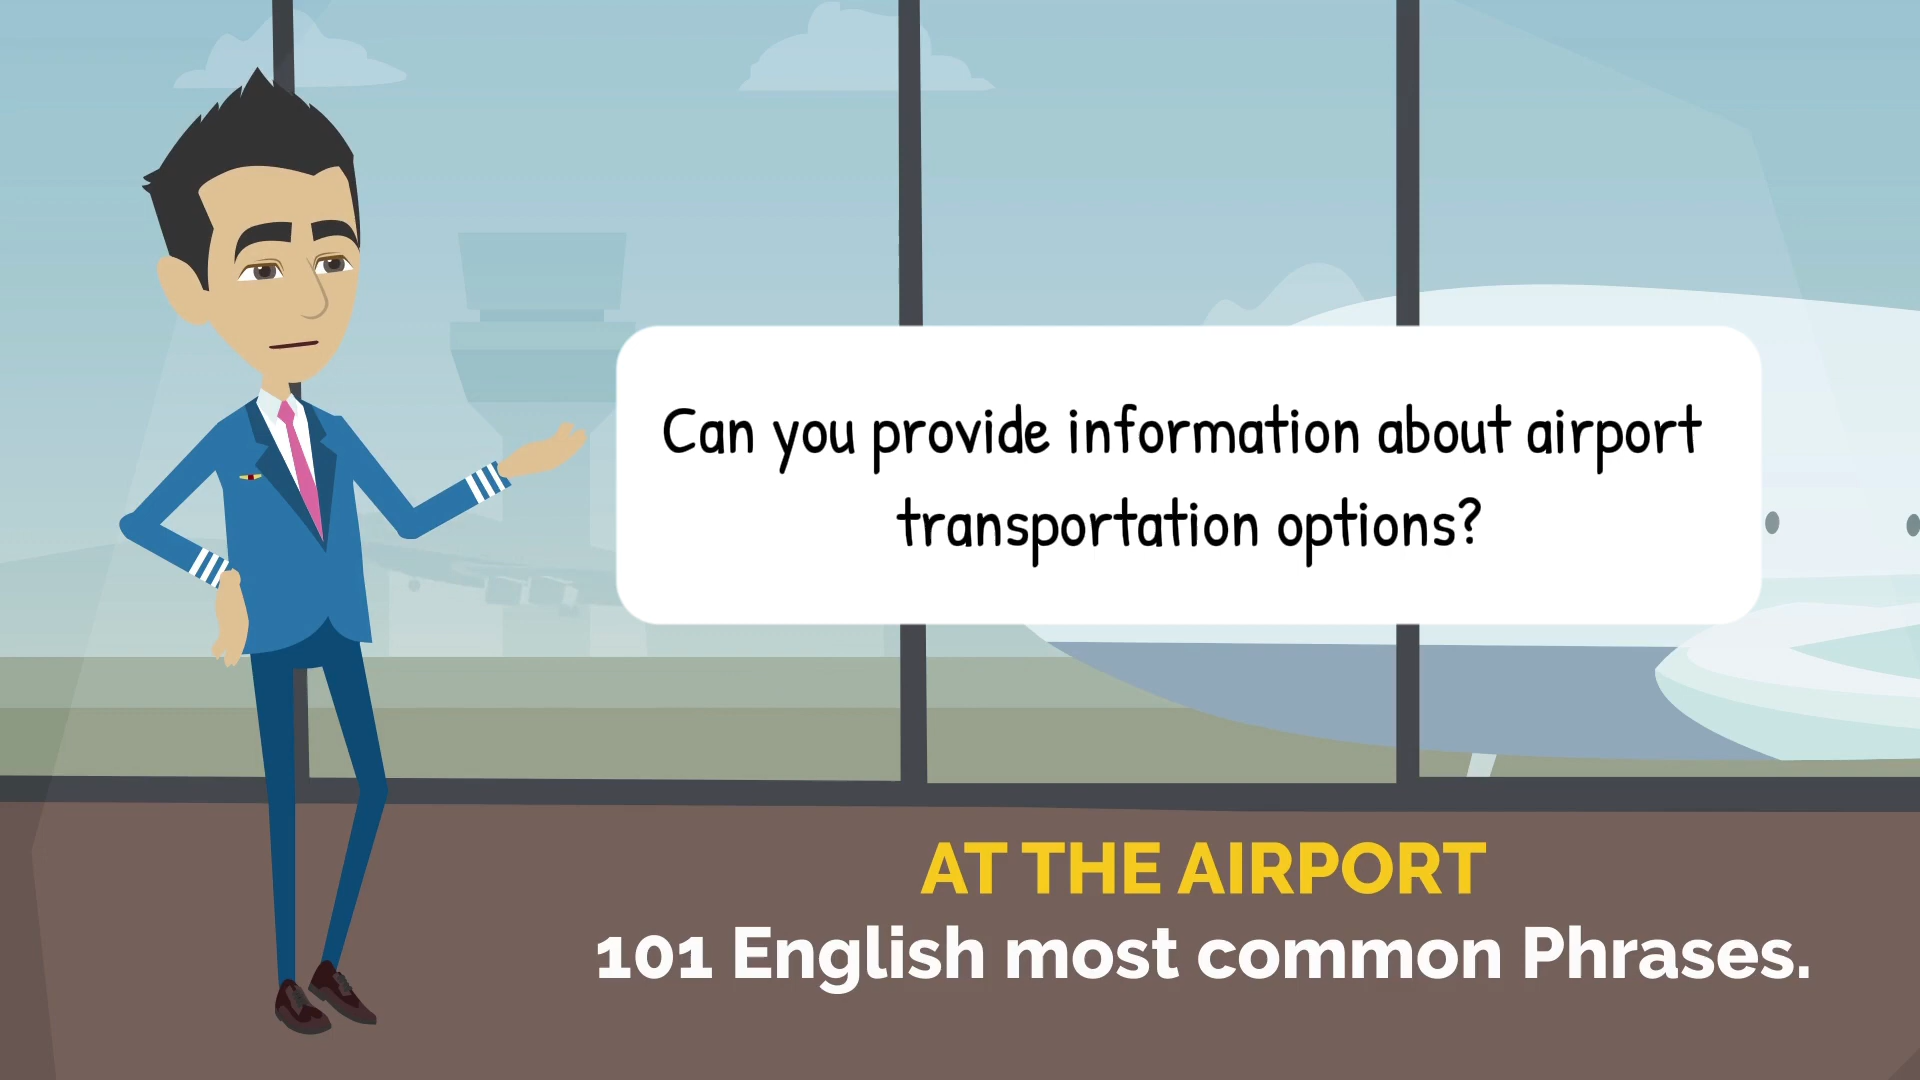 Can you provide information about airport
transportation options?
AT THE AIRPORT
101 English most common Phrases.